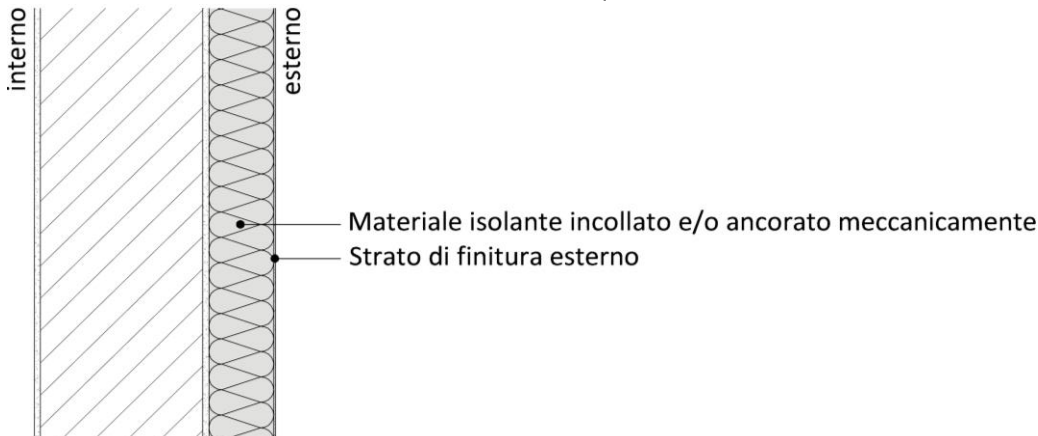 interno
esterno
Materiale isolante incollato e/o ancorato meccanicamente
Strato di finitura esterno